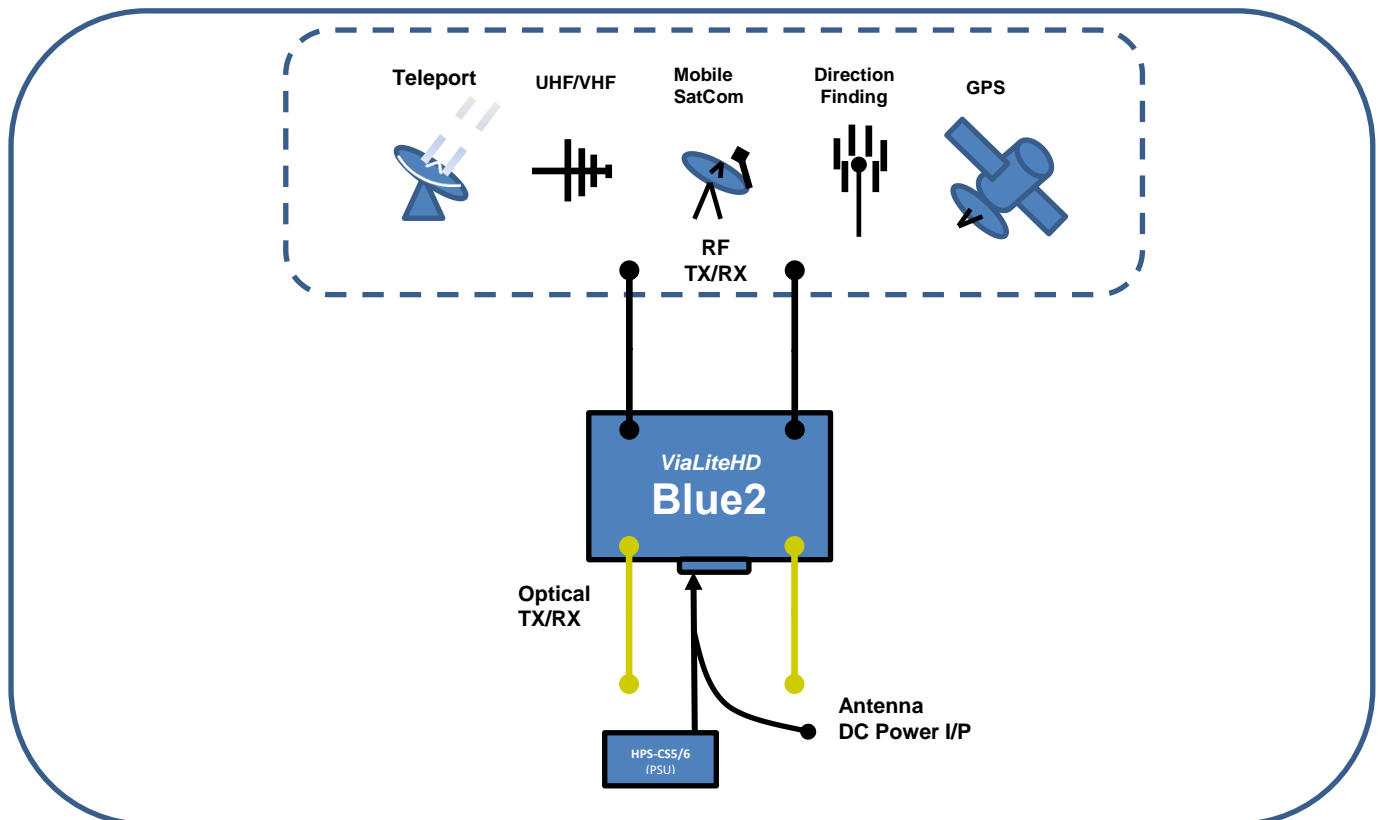 Teleport
UHF/VHF
Mobile
SatCom
Direction
Finding
GPS
RF
TX/RX
ViaLiteHD
Blue2
Optical
TX/RX
Antenna
DC Power I/P
HPS-CS5/6
(PSU)